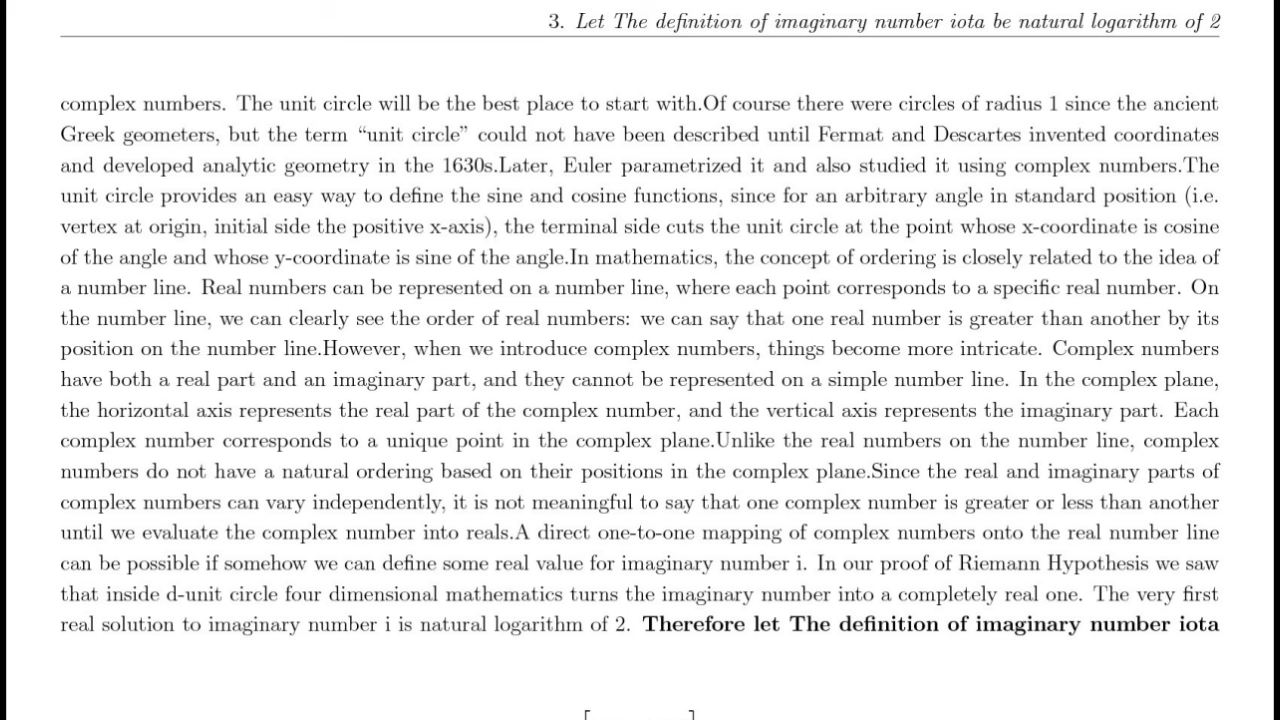 3. Let The definition of imaginary number iota be natural logarithm of 2
complex numbers. The unit circle will be the best place to start with.Of course there were circles of radius 1 since the ancient
Greek geometers, but the term “unit circle” could not have been described until Fermat and Descartes invented coordinates
and developed analytic geometry in the 1630s.Later, Euler parametrized it and also studied it using complex numbers.The
unit circle provides an easy way to define the sine and cosine functions, since for an arbitrary angle in standard position (i.e.
vertex at origin, initial side the positive x-axis), the terminal side cuts the unit circle at the point whose x-coordinate is cosine
of the angle and whose y-coordinate is sine of the angle.In mathematics, the concept of ordering is closely related to the idea of
a number line. Real numbers can be represented on a number line, where each point corresponds to a specific real number. On
the number line, we can clearly see the order of real numbers: we can say that one real number is greater than another by its
position on the number line.However, when we introduce complex numbers, things become more intricate. Complex numbers
have both a real part and an imaginary part, and they cannot be represented on a simple number line. In the complex plane,
the horizontal axis represents the real part of the complex number, and the vertical axis represents the imaginary part. Each
complex number corresponds to a unique point in the complex plane.Unlike the real numbers on the number line, complex
numbers do not have a natural ordering based on their positions in the complex plane.Since the real and imaginary parts of
complex numbers can vary independently, it is not meaningful to say that one complex number is greater or less than another
until we evaluate the complex number into reals.A direct one-to-one mapping of complex numbers onto the real number line
can be possible if somehow we can define some real value for imaginary number i. In our proof of Riemann Hypothesis we saw
that inside d-unit circle four dimensional mathematics turns the imaginary number into a completely real one. The very first
real solution to imaginary number i is natural logarithm of 2. Therefore let The definition of imaginary number iota